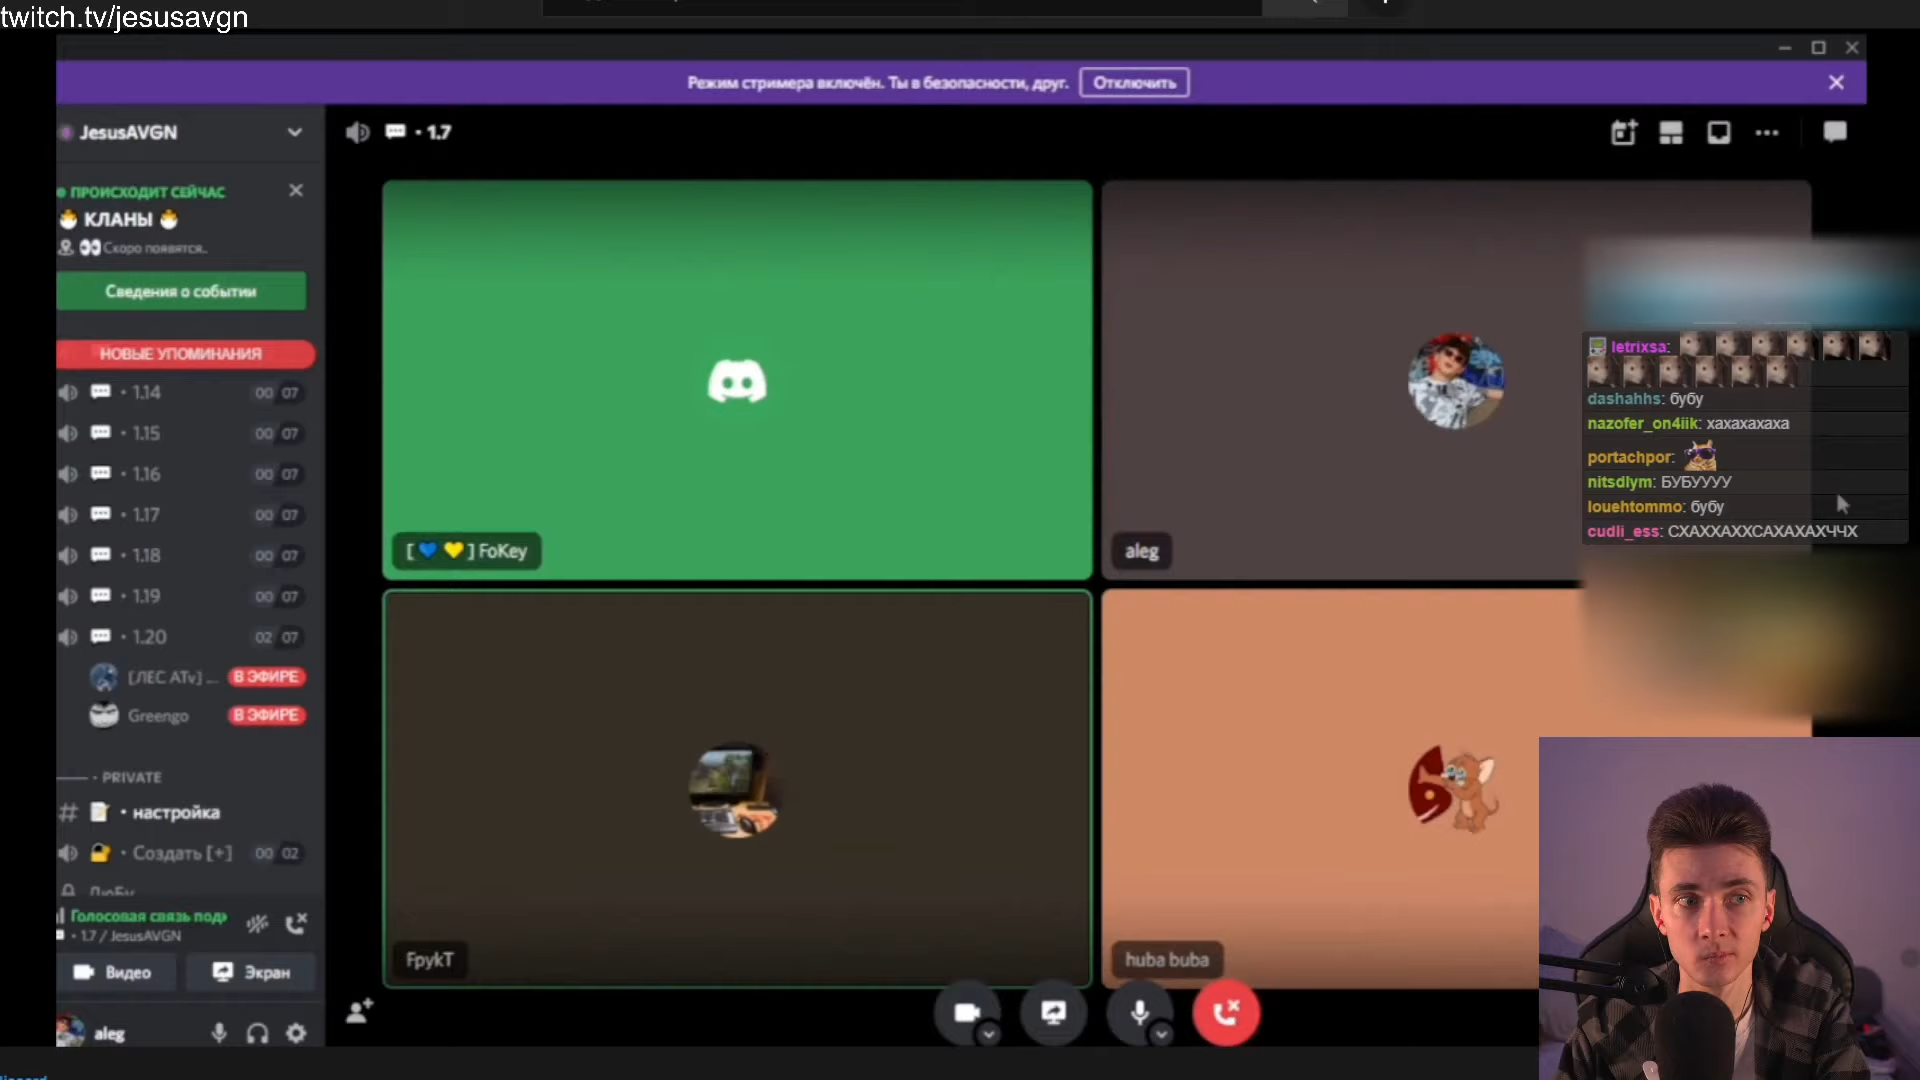 twitch.tv/jesusavgn
Режим стримера включён. Ты в безопасности, друг. Отключить
JesusAVGN
1.7
ПРОИСХОДИТ СЕЙЧАС
КЛАНЫ
Скоро появятся..
Сведения о событии
НОВЫЕ УПОМИНАНИЯ
1.14 00 07
1.15 00 07
1.16 00 07
1.17 00 07
1.18 00 07
1.19 00 07
1.20 02 07
[ЛЕС ATv] ... В ЭФИРЕ
Greengo В ЭФИРЕ
PRIVATE
# настройка
Создать [+] 00 02
Голосовая связь подк
1.7 / JesusAVGN
Видео Экран
aleg
[ 💙 💛 ] FoKey
aleg
FpykT
huba buba
letrixsa:
dashahhs: бубу
nazofer_on4iik: хахахахаха
portachpor:
nitsdlym: БУБУУУУ
louehtommo: бубу
cudli_ess: СХАХХАХХСАХАХАХЧЧХ